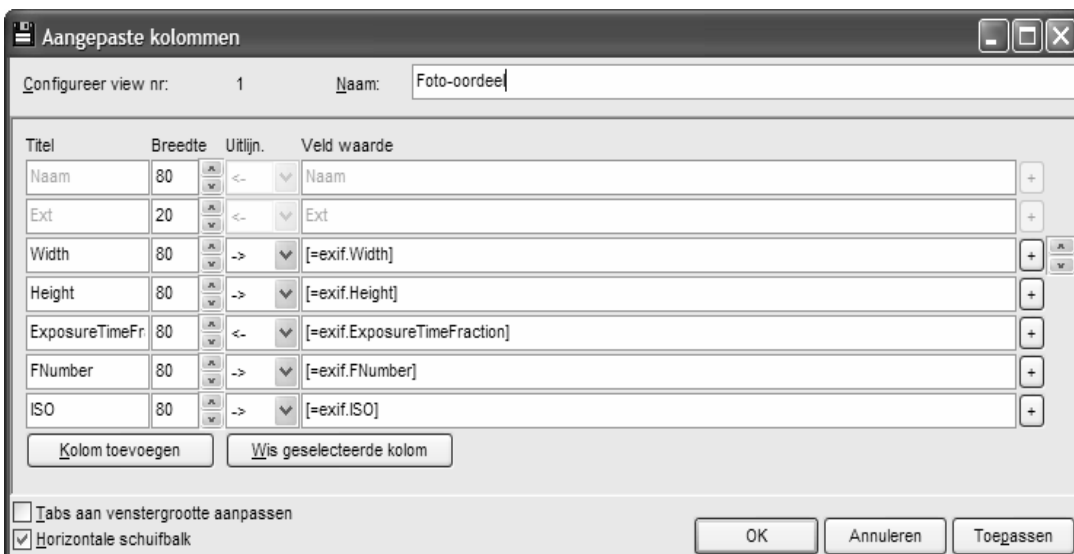 Aangepaste kolommen
Configureer view nr: 1 Naam: Foto-oordeel
Titel Breedte Uitlijn. Veld waarde
Naam 80 <- Naam +
Ext 20 <- Ext +
Width 80 -> [=exif.Width] +
Height 80 -> [=exif.Height] +
ExposureTimeFr 80 <- [=exif.ExposureTimeFraction] +
FNumber 80 -> [=exif.FNumber] +
ISO 80 -> [=exif.ISO] +
Kolom toevoegen Wis geselecteerde kolom
Tabs aan venstergrootte aanpassen
Horizontale schuifbalk OK Annuleren Toepassen